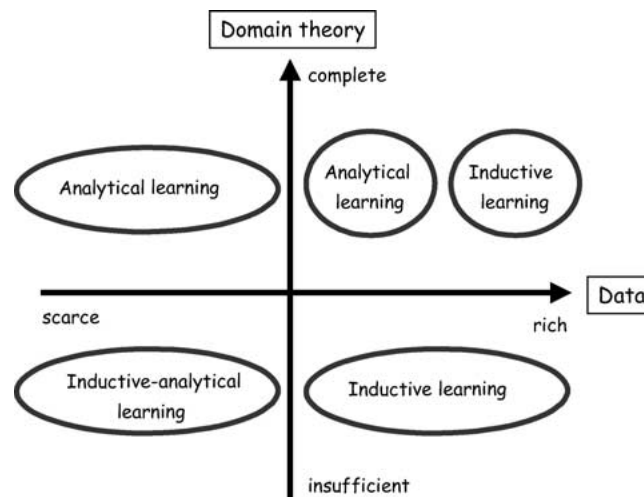 Domain theory
complete
Analytical learning
Analytical
learning
Inductive
learning
Data
scarce
rich
Inductive-analytical
learning
Inductive learning
insufficient